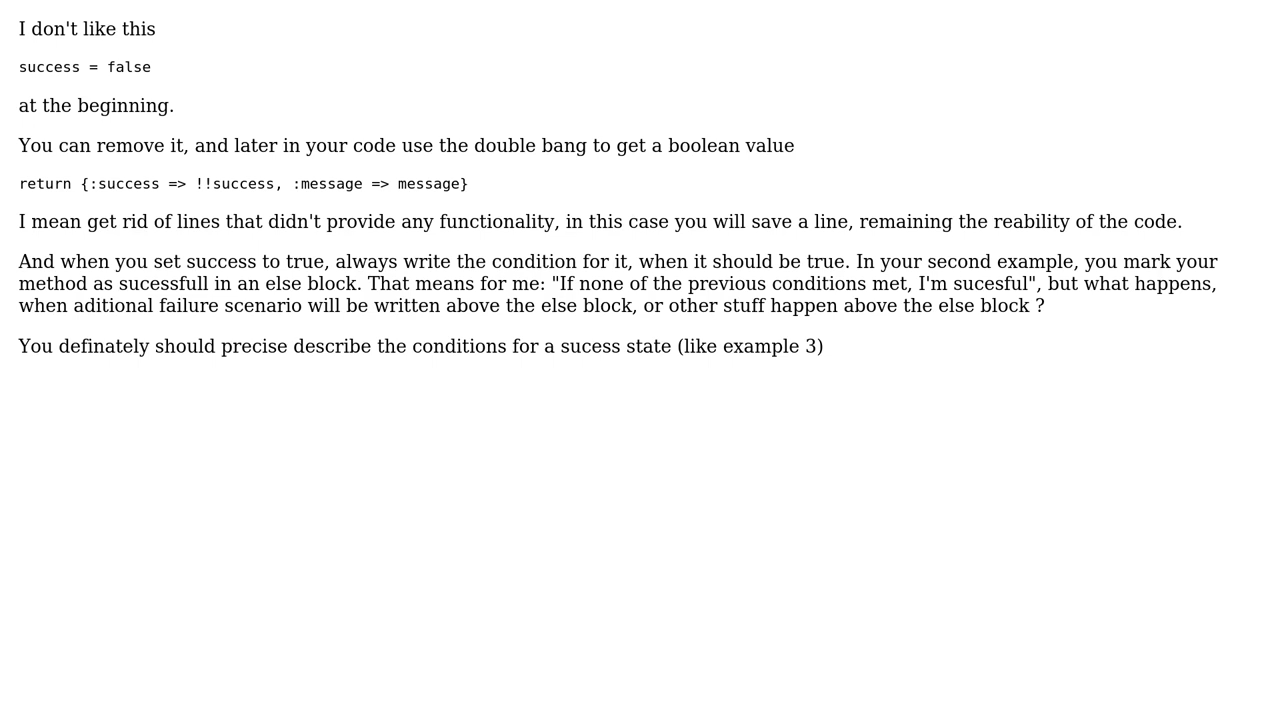 I don't like this
success = false
at the beginning.
You can remove it, and later in your code use the double bang to get a boolean value
return {:success => !!success, :message => message}
I mean get rid of lines that didn't provide any functionality, in this case you will save a line, remaining the reability of the code.
And when you set success to true, always write the condition for it, when it should be true. In your second example, you mark your
method as sucessfull in an else block. That means for me: "If none of the previous conditions met, I'm sucesful", but what happens,
when aditional failure scenario will be written above the else block, or other stuff happen above the else block ?
You definately should precise describe the conditions for a sucess state (like example 3)